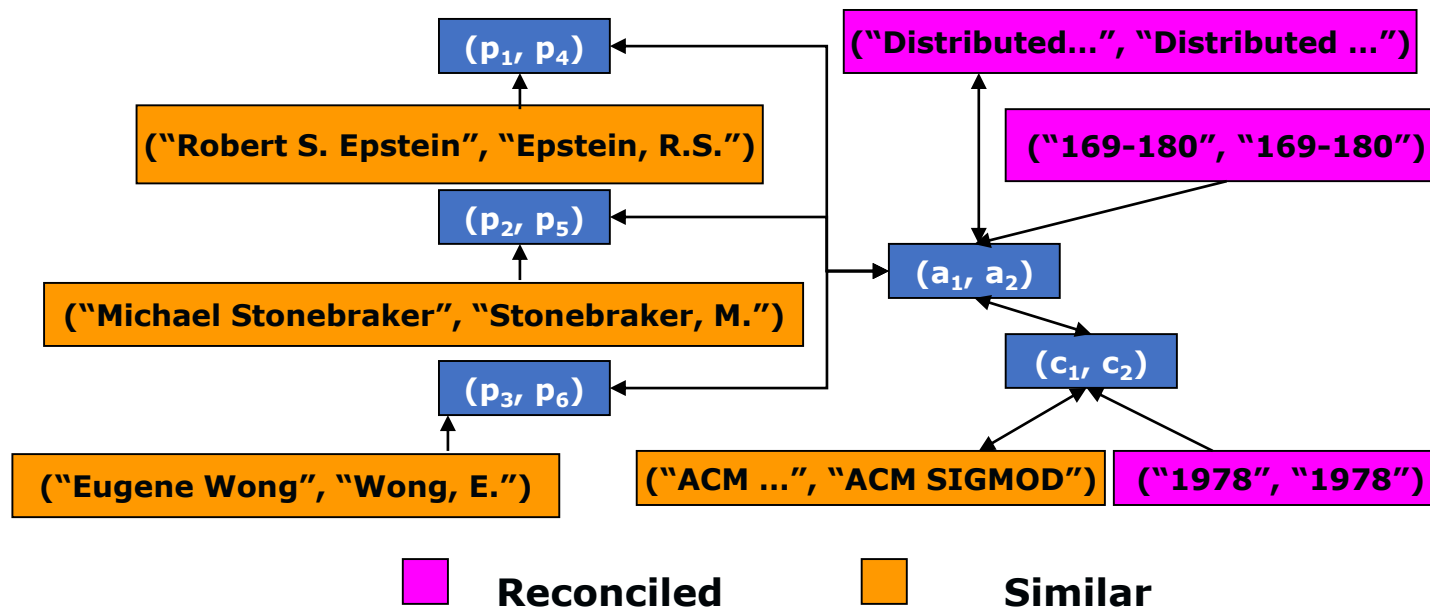 (p₁, p₄)
(“Distributed…”, “Distributed …”)
(“Robert S. Epstein”, “Epstein, R.S.”)
(“169-180”, “169-180”)
(p₂, p₅)
(a₁, a₂)
(“Michael Stonebraker”, “Stonebraker, M.”)
(c₁, c₂)
(p₃, p₆)
(“Eugene Wong”, “Wong, E.”)
(“ACM …”, “ACM SIGMOD”)
(“1978”, “1978”)
Reconciled
Similar